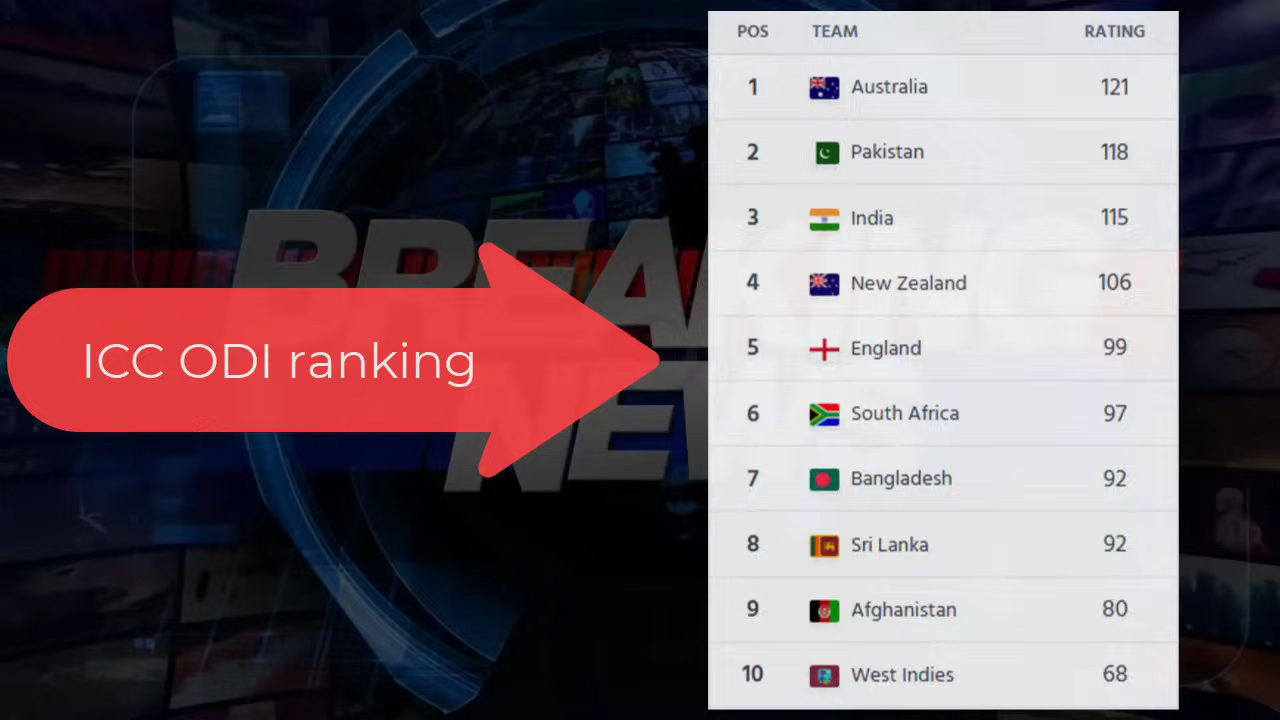 BREAKING
NEWS
ICC ODI ranking
POS TEAM RATING
1 Australia 121
2 Pakistan 118
3 India 115
4 New Zealand 106
5 England 99
6 South Africa 97
7 Bangladesh 92
8 Sri Lanka 92
9 Afghanistan 80
10 West Indies 68